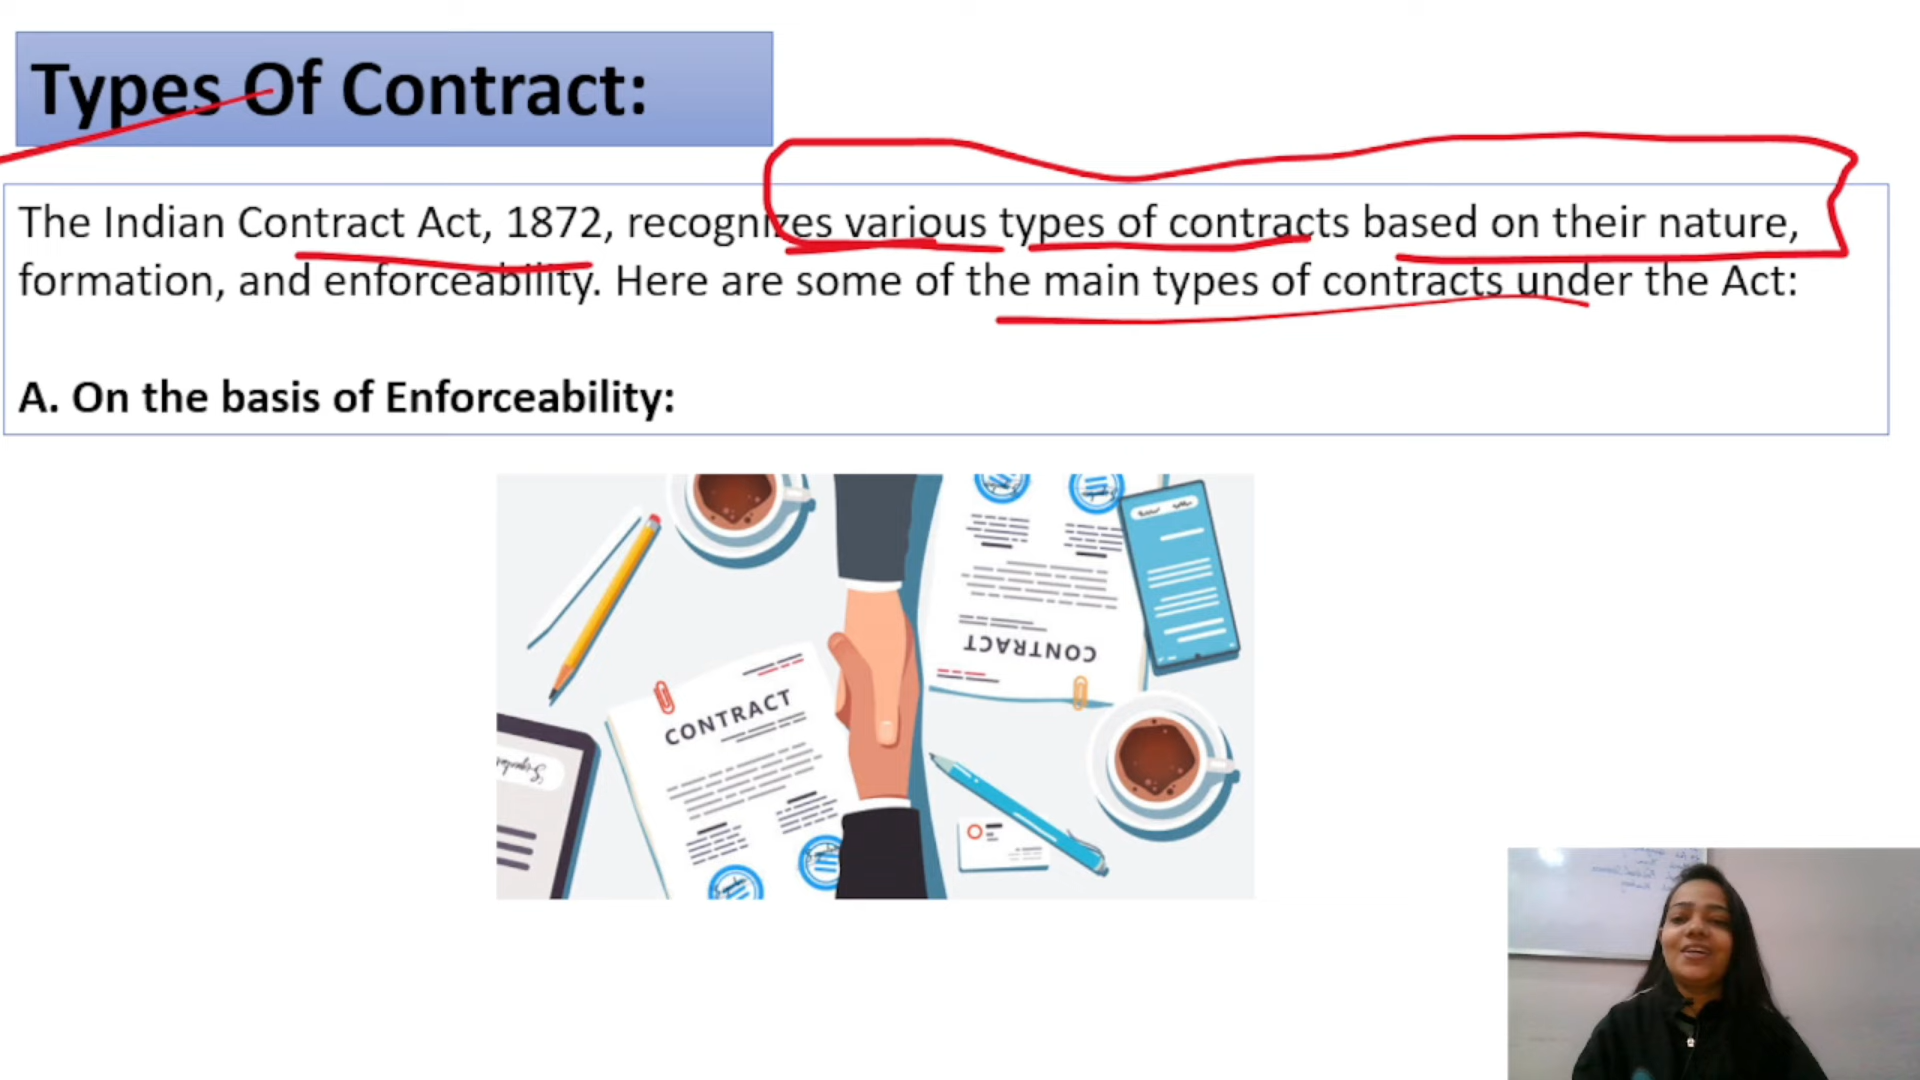 Types Of Contract:
The Indian Contract Act, 1872, recognizes various types of contracts based on their nature,
formation, and enforceability. Here are some of the main types of contracts under the Act:
A. On the basis of Enforceability:
CONTRACT
CONTRACT